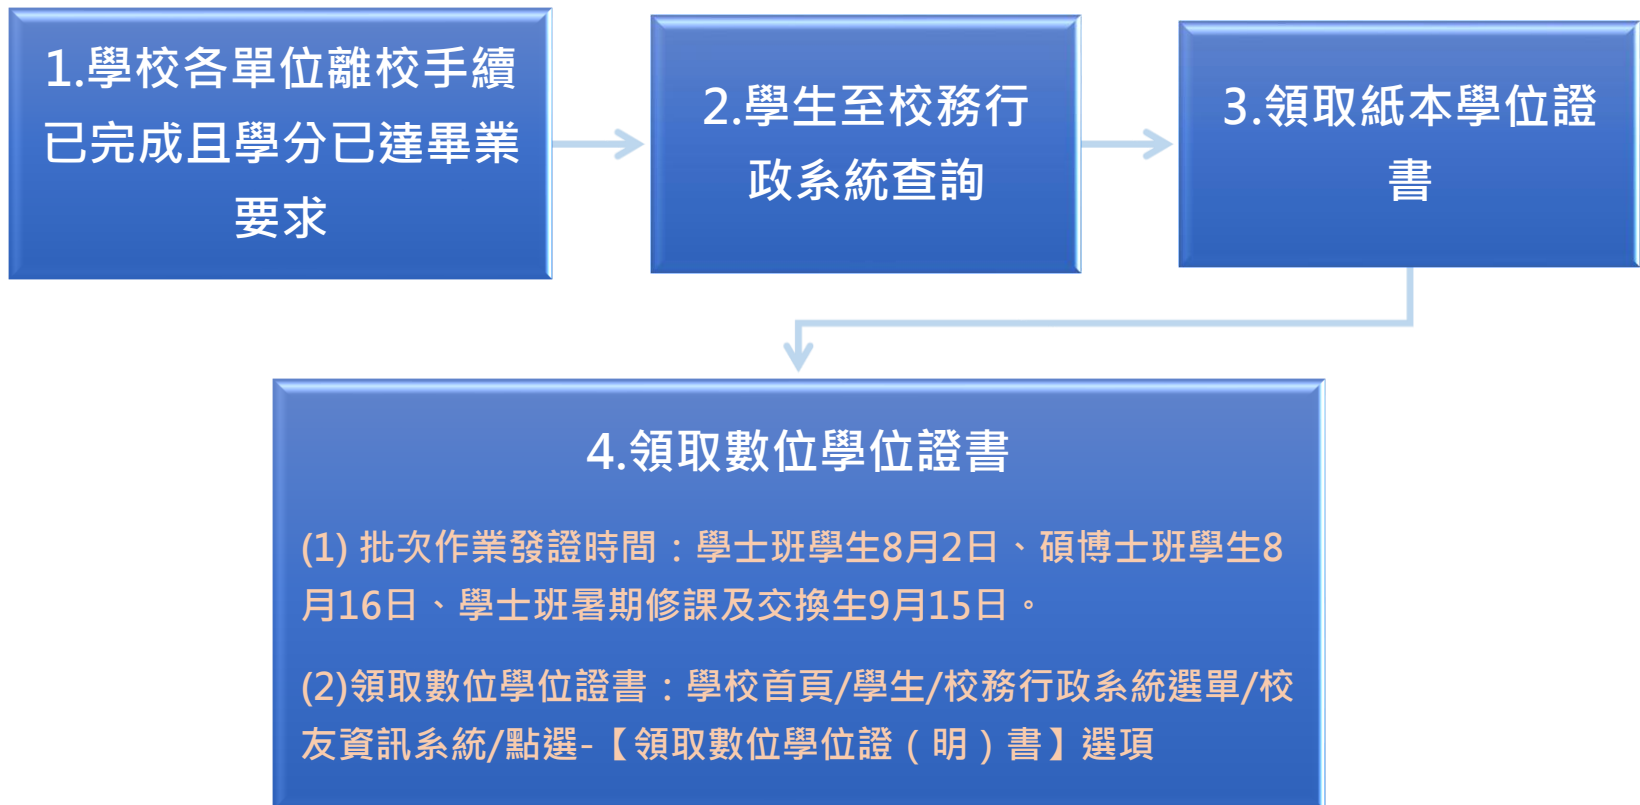 1.學校各單位離校手續
已完成且學分已達畢業
要求
2.學生至校務行
政系統查詢
3.領取紙本學位證
書
4.領取數位學位證書
(1) 批次作業發證時間：學士班學生8月2日、碩博士班學生8
月16日、學士班暑期修課及交換生9月15日。
(2)領取數位學位證書：學校首頁/學生/校務行政系統選單/校
友資訊系統/點選-【領取數位學位證（明）書】選項